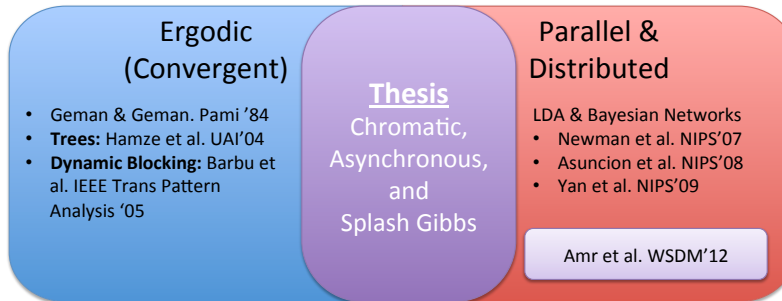 Ergodic
(Convergent)
• Geman & Geman. Pami ’84
• Trees: Hamze et al. UAI’04
• Dynamic Blocking: Barbu et
al. IEEE Trans Pattern
Analysis ‘05
Thesis
Chromatic,
Asynchronous,
and
Splash Gibbs
Parallel &
Distributed
LDA & Bayesian Networks
• Newman et al. NIPS’07
• Asuncion et al. NIPS’08
• Yan et al. NIPS’09
Amr et al. WSDM’12